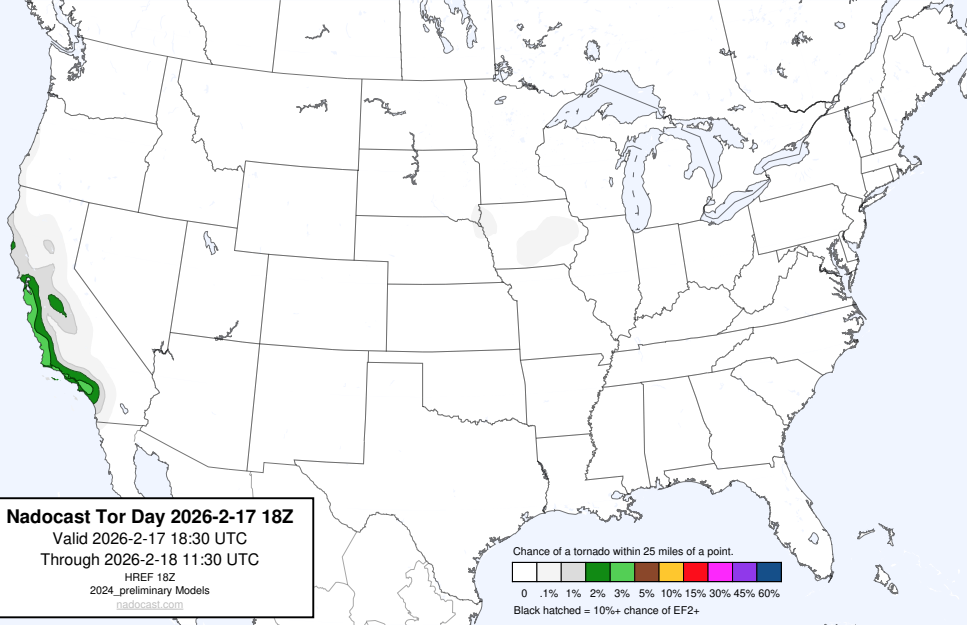 Nadocast Tor Day 2026-2-17 18Z
Valid 2026-2-17 18:30 UTC
Through 2026-2-18 11:30 UTC
HREF 18Z
2024_preliminary Models
nadocast.com
Chance of a tornado within 25 miles of a point.
0 .1% 1% 2% 3% 5% 10% 15% 30% 45% 60%
Black hatched = 10%+ chance of EF2+